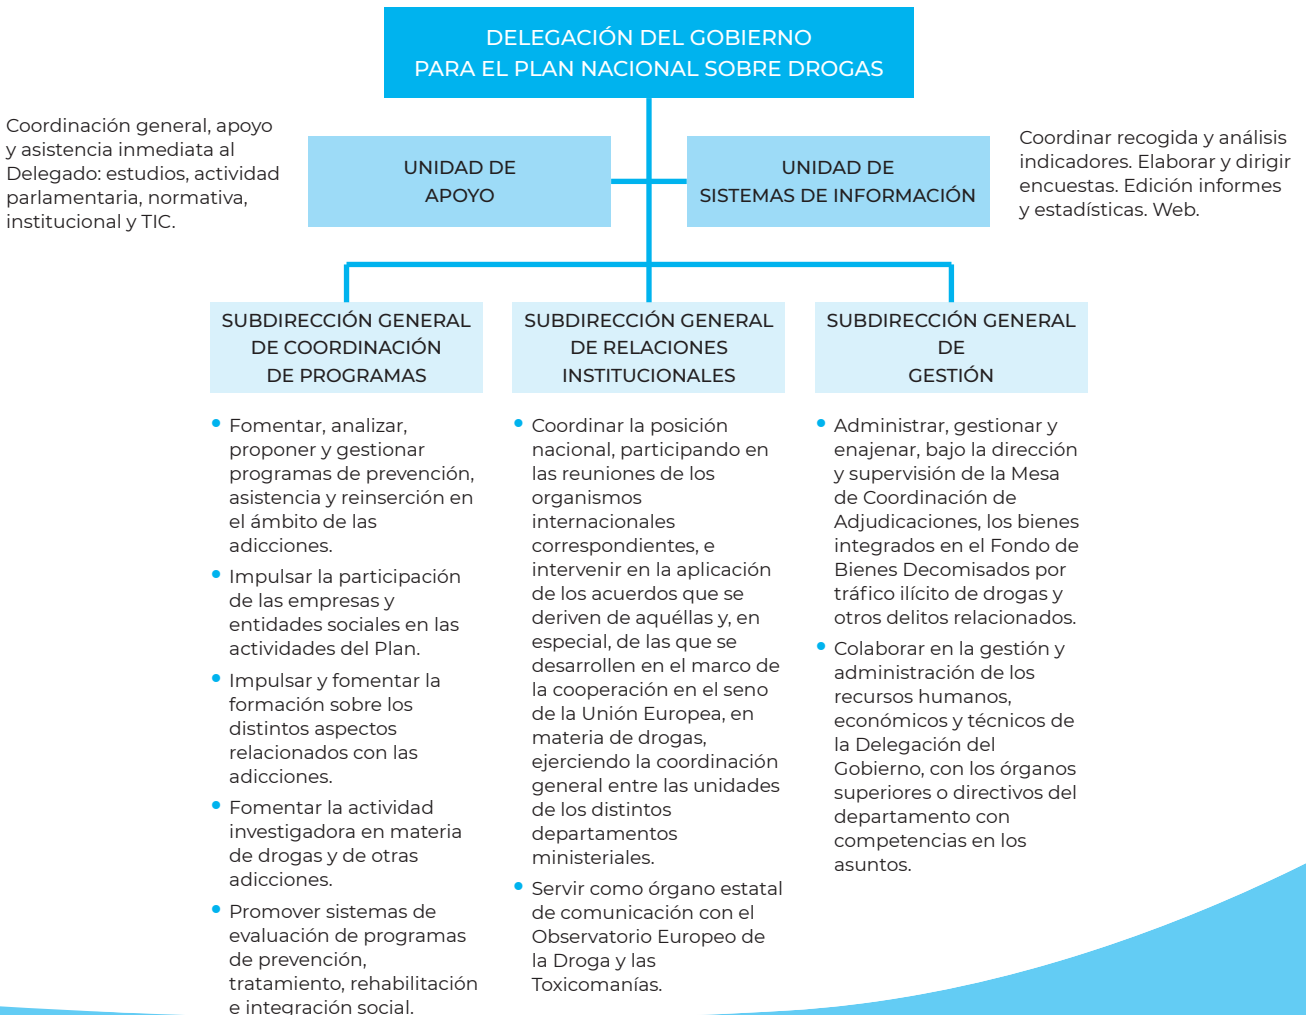 DELEGACIÓN DEL GOBIERNO
PARA EL PLAN NACIONAL SOBRE DROGAS
Coordinación general, apoyo
y asistencia inmediata al
Delegado: estudios, actividad
parlamentaria, normativa,
institucional y TIC.
UNIDAD DE
APOYO
UNIDAD DE
SISTEMAS DE INFORMACIÓN
Coordinar recogida y análisis
indicadores. Elaborar y dirigir
encuestas. Edición informes
y estadísticas. Web.
SUBDIRECCIÓN GENERAL
DE COORDINACIÓN
DE PROGRAMAS
• Fomentar, analizar,
proponer y gestionar
programas de prevención,
asistencia y reinserción en
el ámbito de las
adicciones.
• Impulsar la participación
de las empresas y
entidades sociales en las
actividades del Plan.
• Impulsar y fomentar la
formación sobre los
distintos aspectos
relacionados con las
adicciones.
• Fomentar la actividad
investigadora en materia
de drogas y de otras
adicciones.
• Promover sistemas de
evaluación de programas
de prevención,
tratamiento, rehabilitación
e integración social.
SUBDIRECCIÓN GENERAL
DE RELACIONES
INSTITUCIONALES
• Coordinar la posición
nacional, participando en
las reuniones de los
organismos
internacionales
correspondientes, e
intervenir en la aplicación
de los acuerdos que se
deriven de aquéllas y, en
especial, de las que se
desarrollen en el marco de
la cooperación en el seno
de la Unión Europea, en
materia de drogas,
ejerciendo la coordinación
general entre las unidades
de los distintos
departamentos
ministeriales.
• Servir como órgano estatal
de comunicación con el
Observatorio Europeo de
la Droga y las
Toxicomanías.
SUBDIRECCIÓN GENERAL
DE
GESTIÓN
• Administrar, gestionar y
enajenar, bajo la dirección
y supervisión de la Mesa
de Coordinación de
Adjudicaciones, los bienes
integrados en el Fondo de
Bienes Decomisados por
tráfico ilícito de drogas y
otros delitos relacionados.
• Colaborar en la gestión y
administración de los
recursos humanos,
económicos y técnicos de
la Delegación del
Gobierno, con los órganos
superiores o directivos del
departamento con
competencias en los
asuntos.